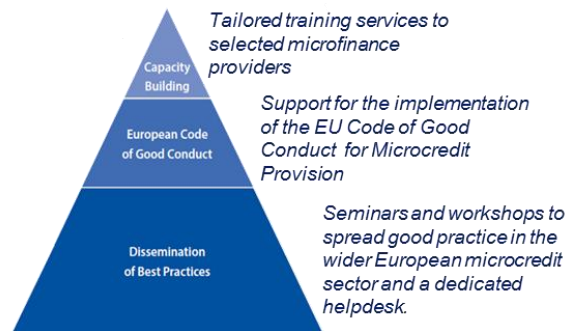 Capacity
Building
Tailored training services to
selected microfinance
providers
European Code
of Good Conduct
Support for the implementation
of the EU Code of Good
Conduct for Microcredit
Provision
Dissemination
of Best Practices
Seminars and workshops to
spread good practice in the
wider European microcredit
sector and a dedicated
helpdesk.